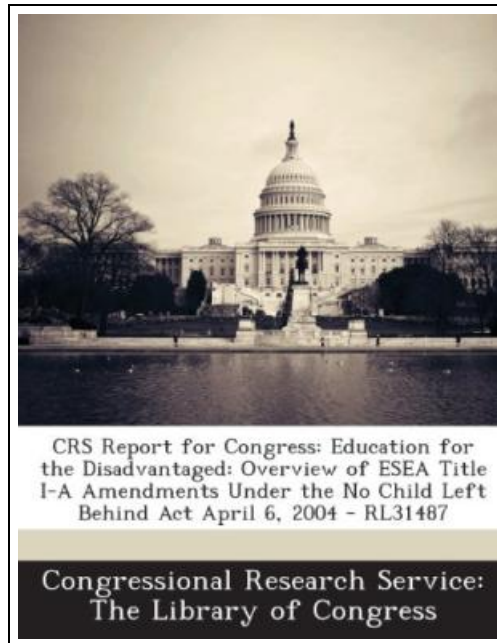 CRS Report for Congress: Education for
the Disadvantaged: Overview of ESEA Title
I-A Amendments Under the No Child Left
Behind Act April 6, 2004 - RL31487
Congressional Research Service:
The Library of Congress